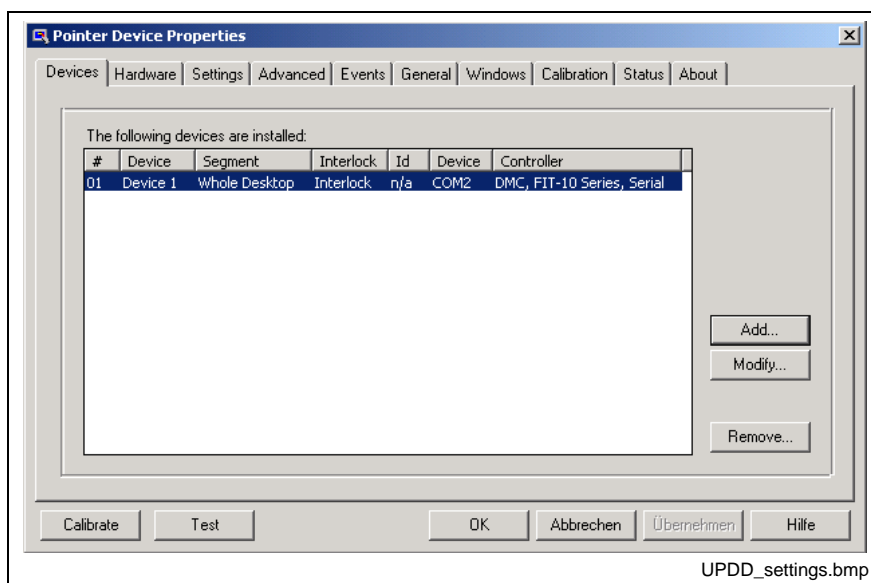 Pointer Device Properties
Devices Hardware Settings Advanced Events General Windows Calibration Status About
The following devices are installed:
# Device Segment Interlock Id Device Controller
01 Device 1 Whole Desktop Interlock n/a COM2 DMC, FIT-10 Series, Serial
Add...
Modify...
Remove...
Calibrate Test OK Abbrechen Übernehmen Hilfe
UPDD_settings.bmp